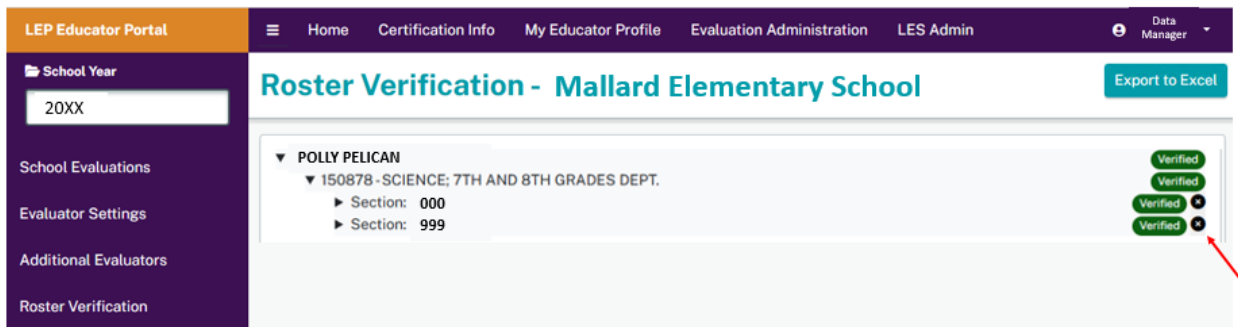 LEP Educator Portal
Home Certification Info My Educator Profile Evaluation Administration LES Admin Data Manager
School Year
20XX
School Evaluations
Evaluator Settings
Additional Evaluators
Roster Verification
Roster Verification - Mallard Elementary School
Export to Excel
POLLY PELICAN Verified
150878 - SCIENCE; 7TH AND 8TH GRADES DEPT. Verified
Section: 000 Verified
Section: 999 Verified